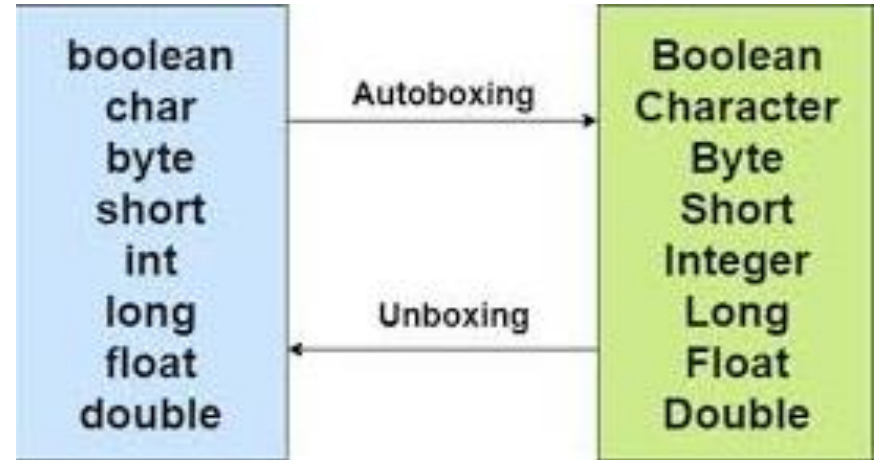 boolean
char
byte
short
int
long
float
double
Autoboxing
Unboxing
Boolean
Character
Byte
Short
Integer
Long
Float
Double